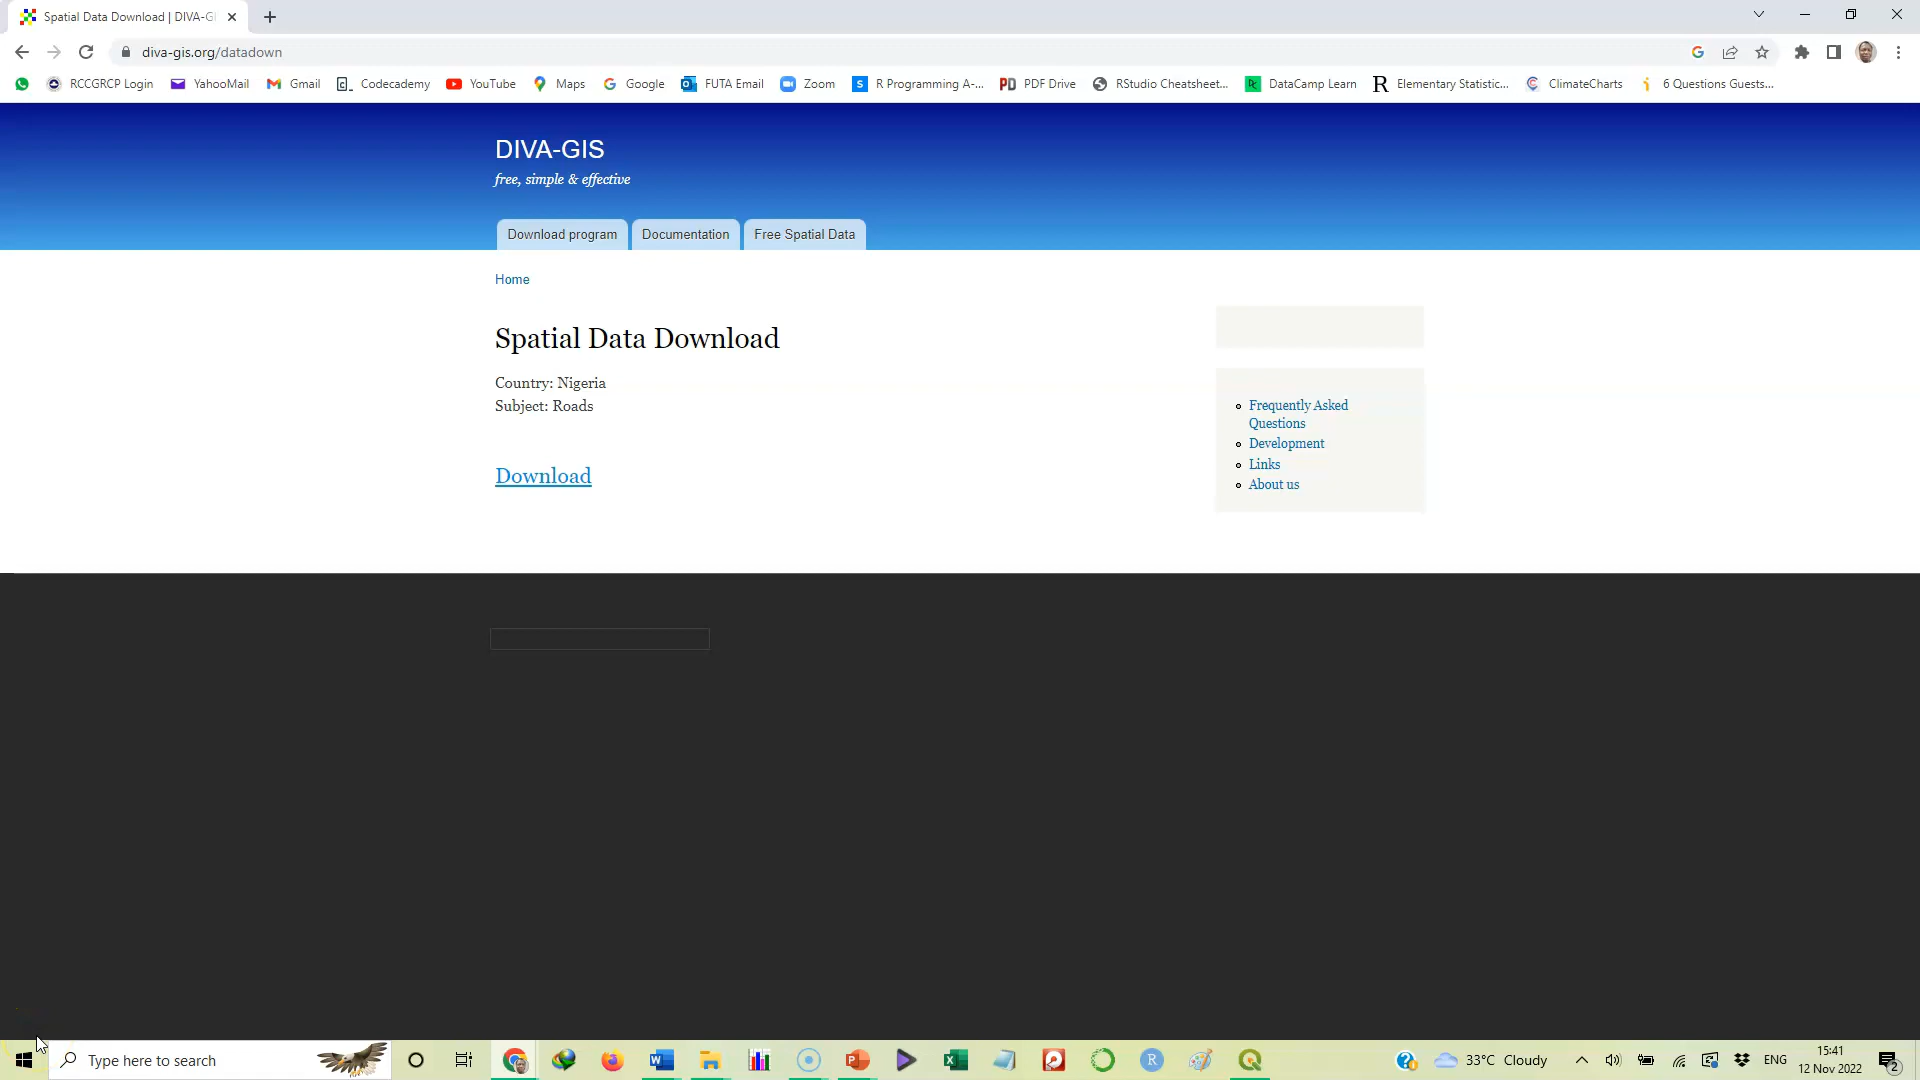 Spatial Data Download | DIVA-GI
diva-gis.org/datadown
RCCGRCP Login YahooMail Gmail Codecademy YouTube Maps Google FUTA Email Zoom R Programming A-... PDF Drive RStudio Cheatsheet... DataCamp Learn Elementary Statistic... ClimateCharts 6 Questions Guests...
DIVA-GIS
free, simple & effective
Download program Documentation Free Spatial Data
Home
Spatial Data Download
Country: Nigeria
Subject: Roads
Download
Frequently Asked
Questions
Development
Links
About us
Type here to search
33°C Cloudy
ENG
15:41
12 Nov 2022
2